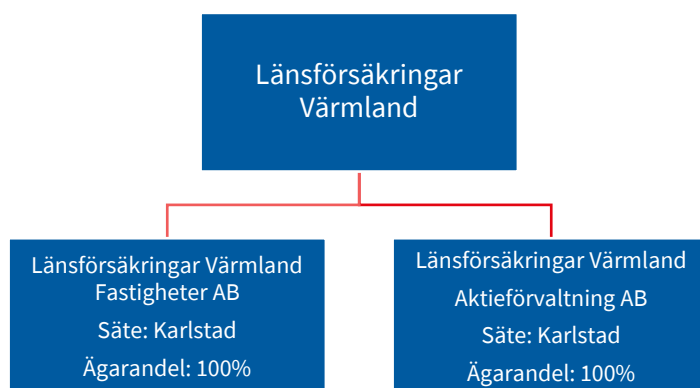 Länsförsäkringar
Värmland
Länsförsäkringar Värmland
Fastigheter AB
Säte: Karlstad
Ägarandel: 100%
Länsförsäkringar Värmland
Aktieförvaltning AB
Säte: Karlstad
Ägarandel: 100%